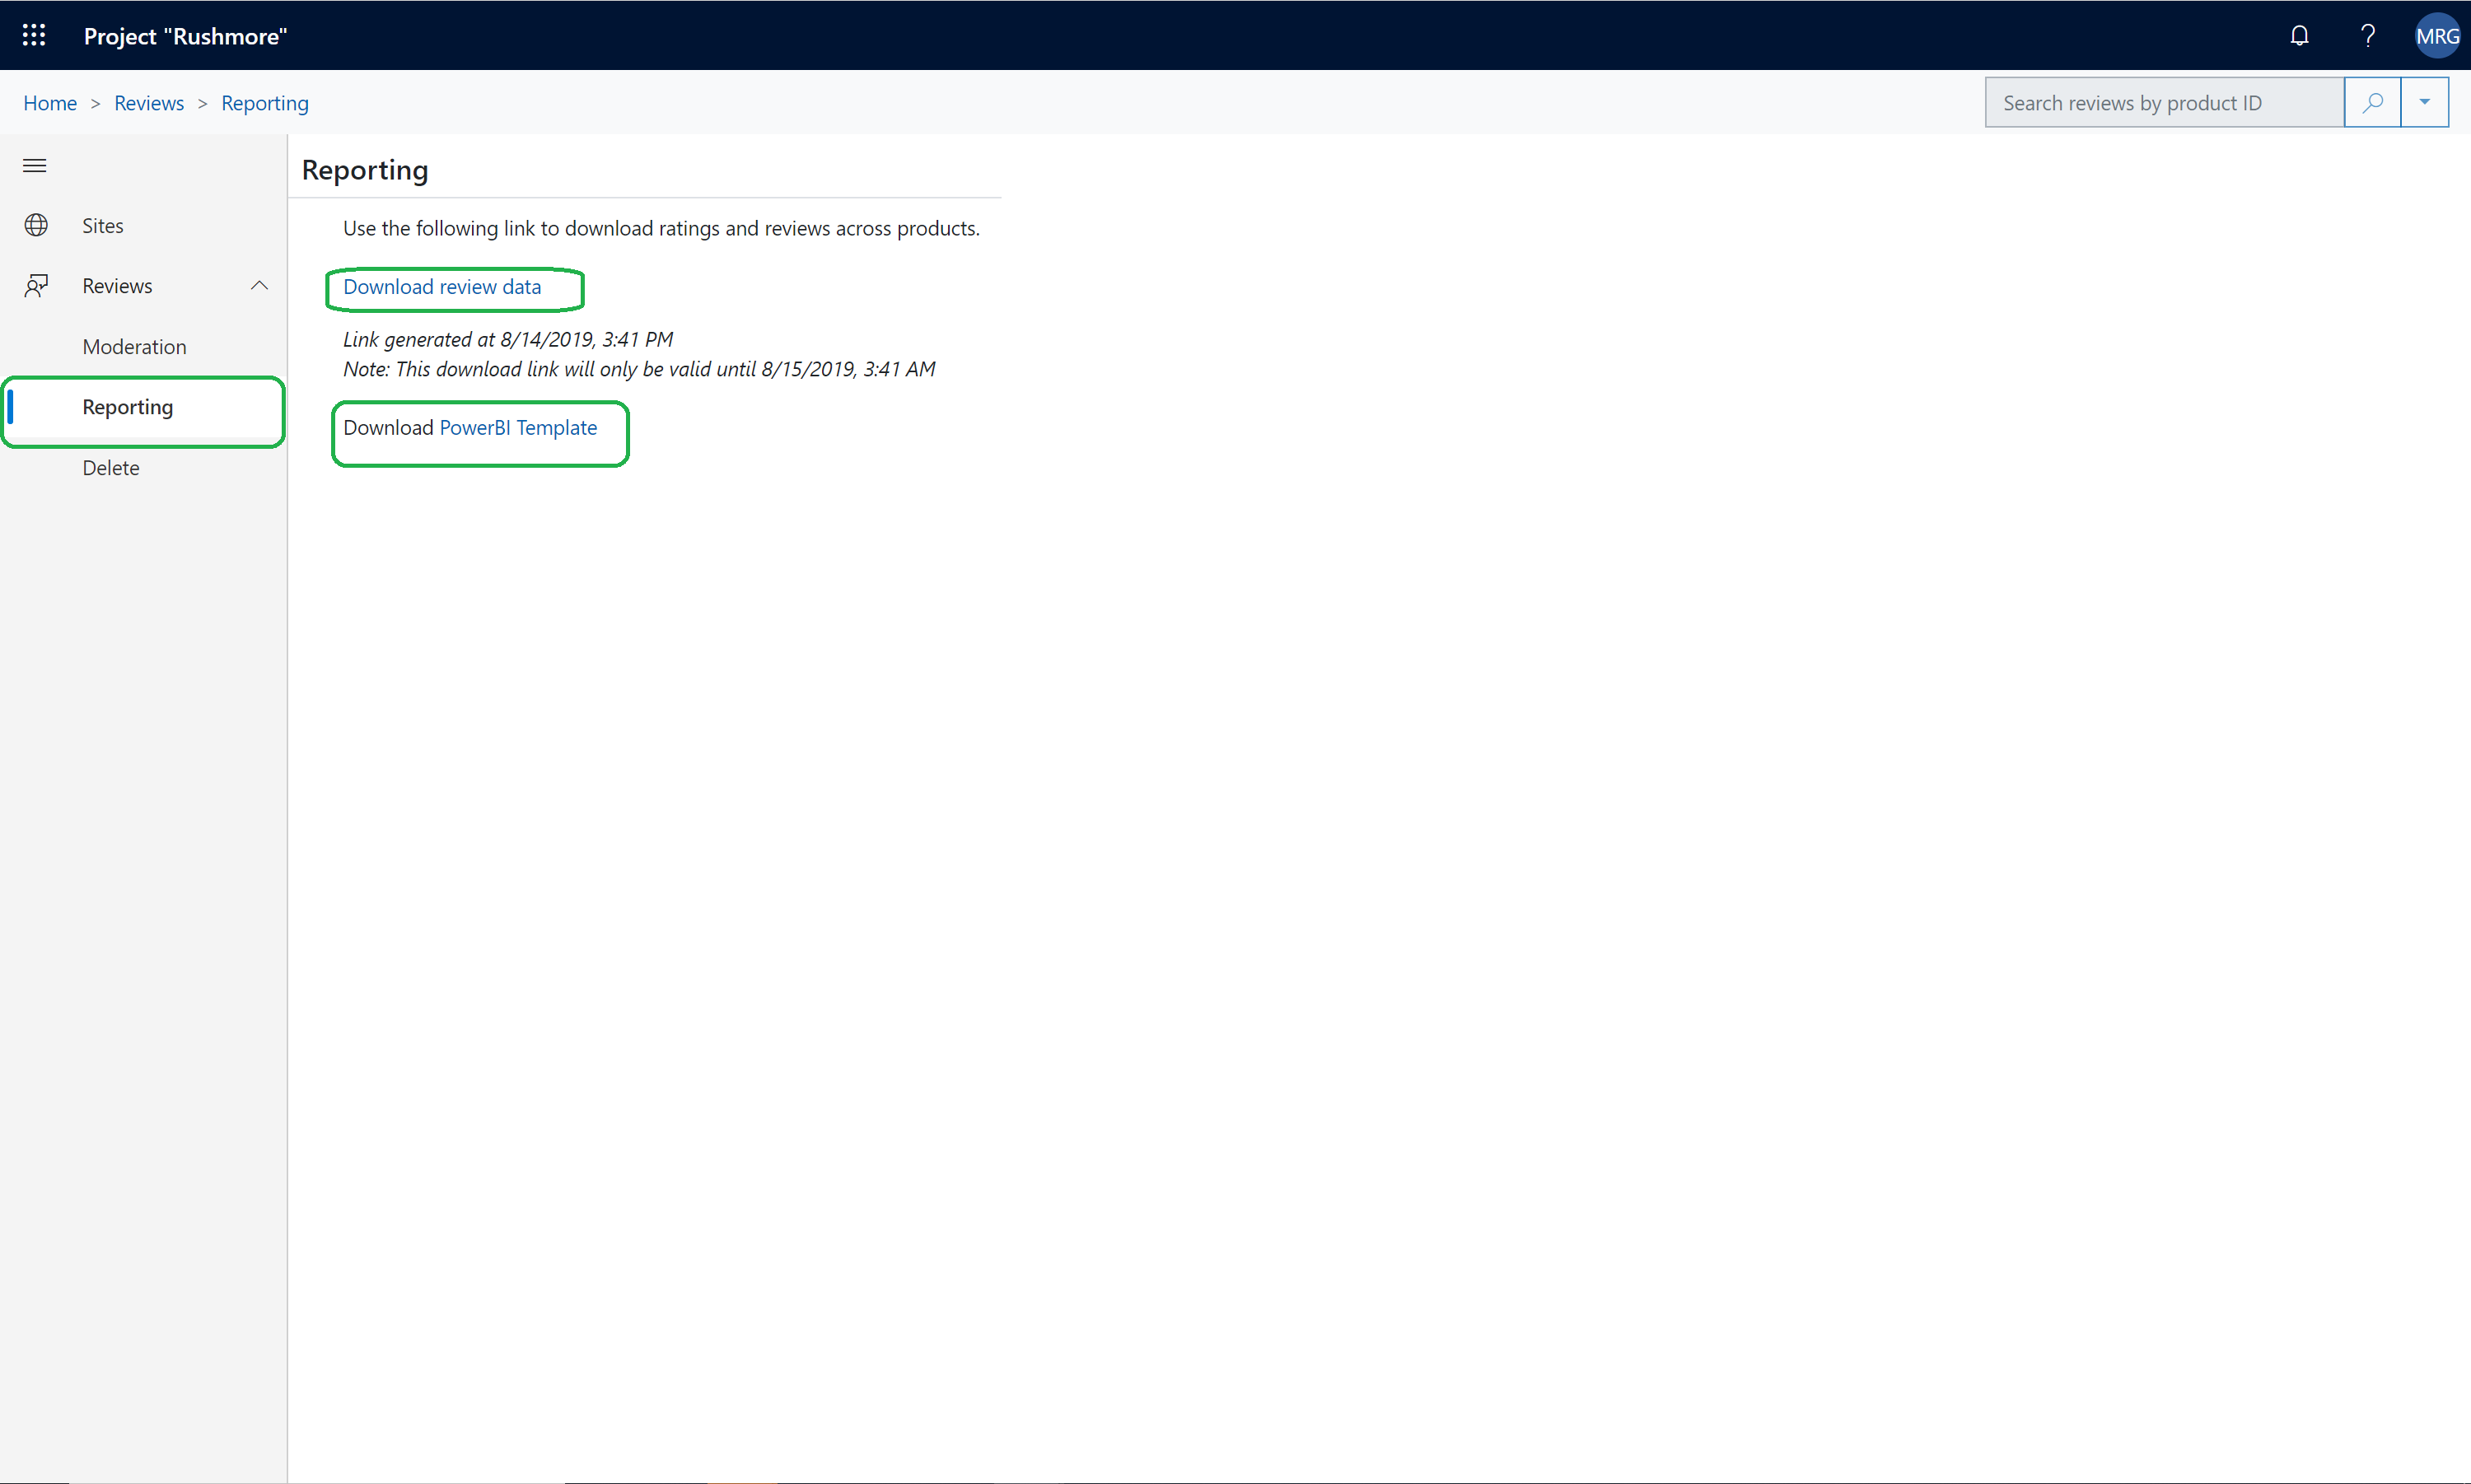 Project "Rushmore"
MRG
Home > Reviews > Reporting
Search reviews by product ID
Sites
Reviews
Moderation
Reporting
Delete
Reporting
Use the following link to download ratings and reviews across products.
Download review data
Link generated at 8/14/2019, 3:41 PM
Note: This download link will only be valid until 8/15/2019, 3:41 AM
Download PowerBI Template